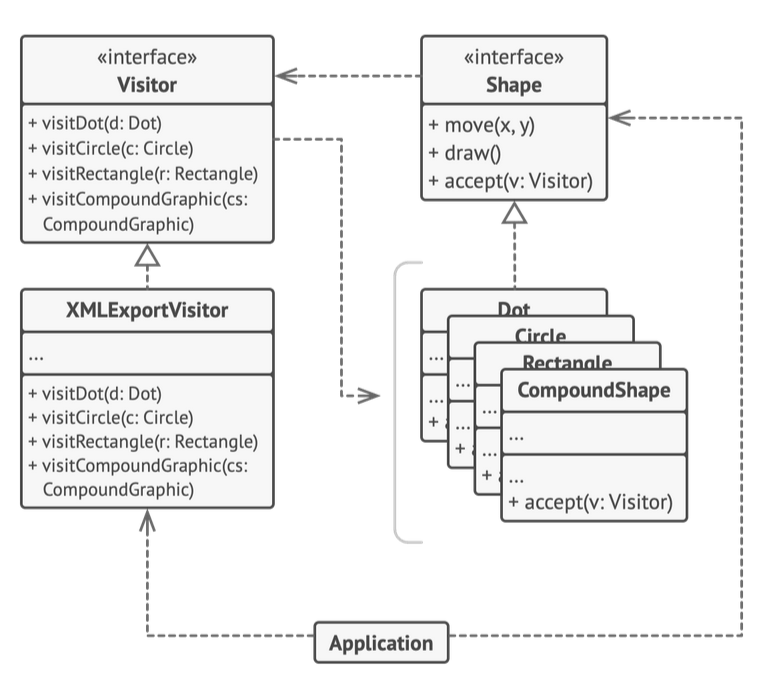 «interface»
Visitor
+ visitDot(d: Dot)
+ visitCircle(c: Circle)
+ visitRectangle(r: Rectangle)
+ visitCompoundGraphic(cs:
CompoundGraphic)
«interface»
Shape
+ move(x, y)
+ draw()
+ accept(v: Visitor)
XMLExportVisitor
...
+ visitDot(d: Dot)
+ visitCircle(c: Circle)
+ visitRectangle(r: Rectangle)
+ visitCompoundGraphic(cs:
CompoundGraphic)
Dot
...
...
+
Circle
...
...
+
Rectangle
...
...
+
CompoundShape
...
...
+ accept(v: Visitor)
Application